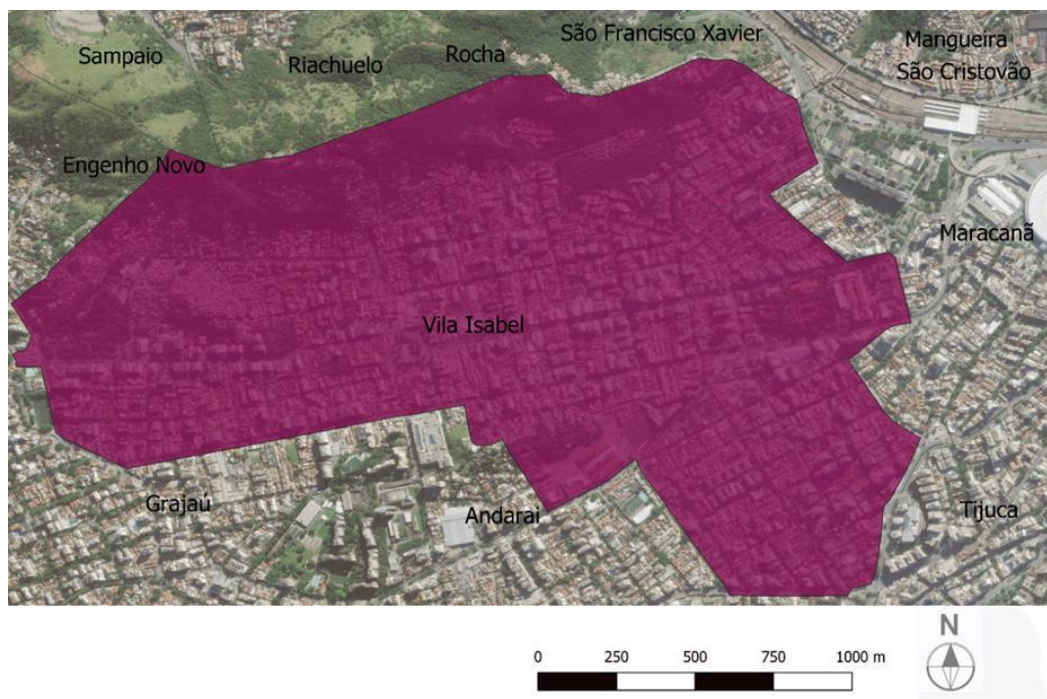 São Francisco Xavier
Mangueira
Sampaio
Rocha
Riachuelo
São Cristovão
Engenho Novo
Maracanã
Vila Isabel
Grajaú
Andarai
Tijuca
N
0 250 500 750 1000 m